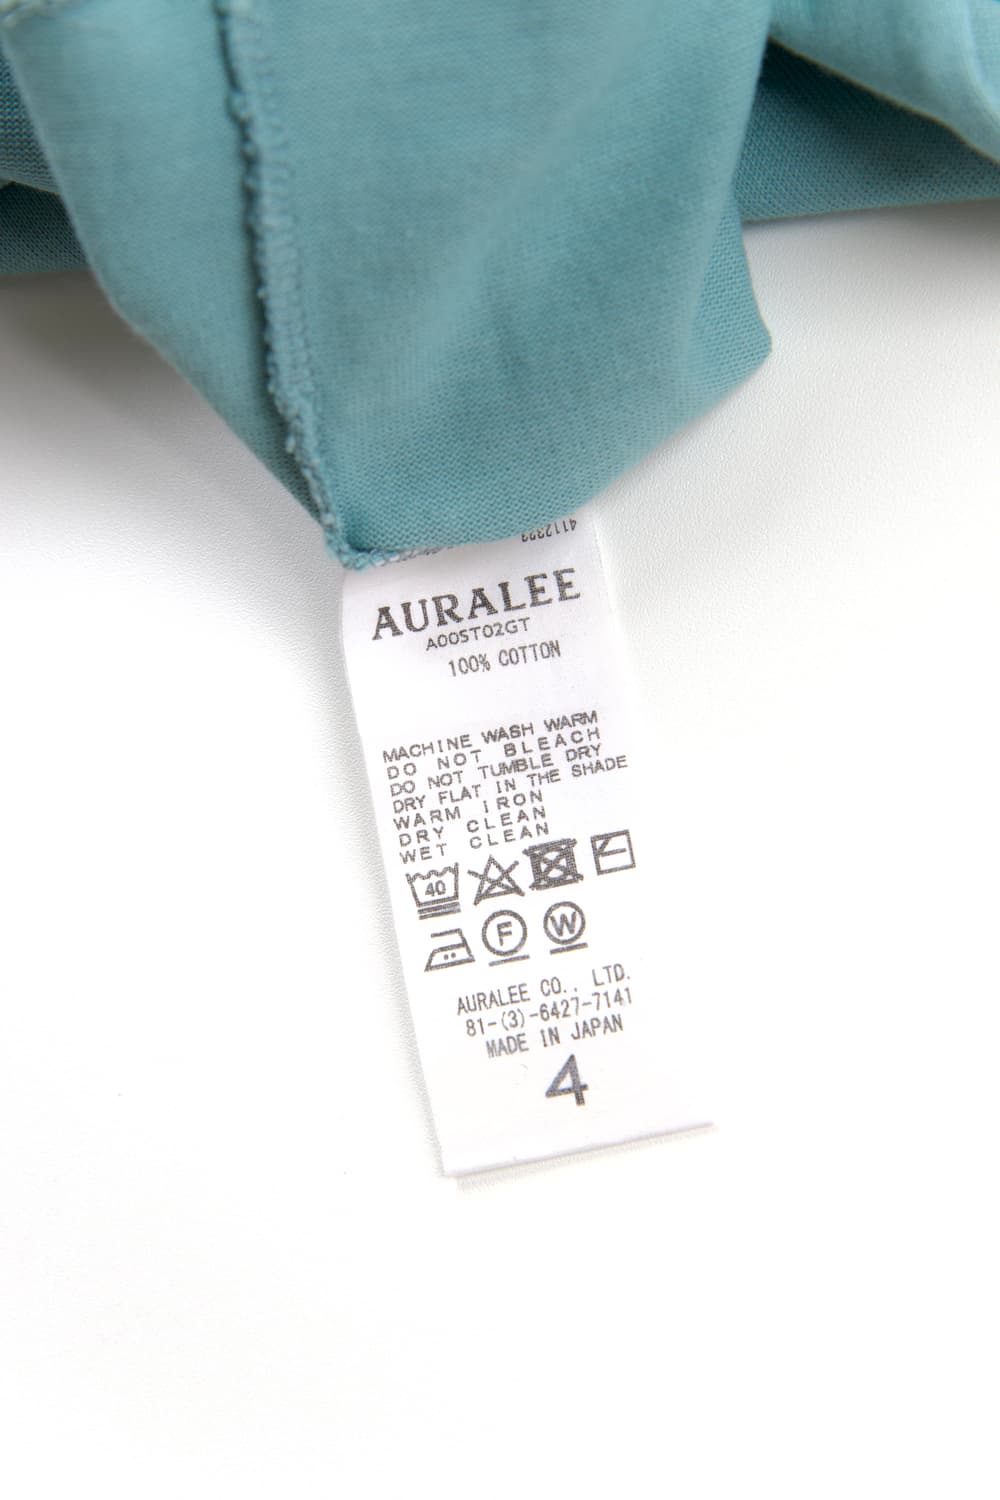 AURALEE
A00ST02GT
100% COTTON
MACHINE WASH WARM
DO NOT BLEACH
DO NOT TUMBLE DRY
DRY FLAT IN THE SHADE
WARM IRON
DRY CLEAN
WET CLEAN
40
F
W
AURALEE CO., LTD.
81-(3)-6427-7141
MADE IN JAPAN
4